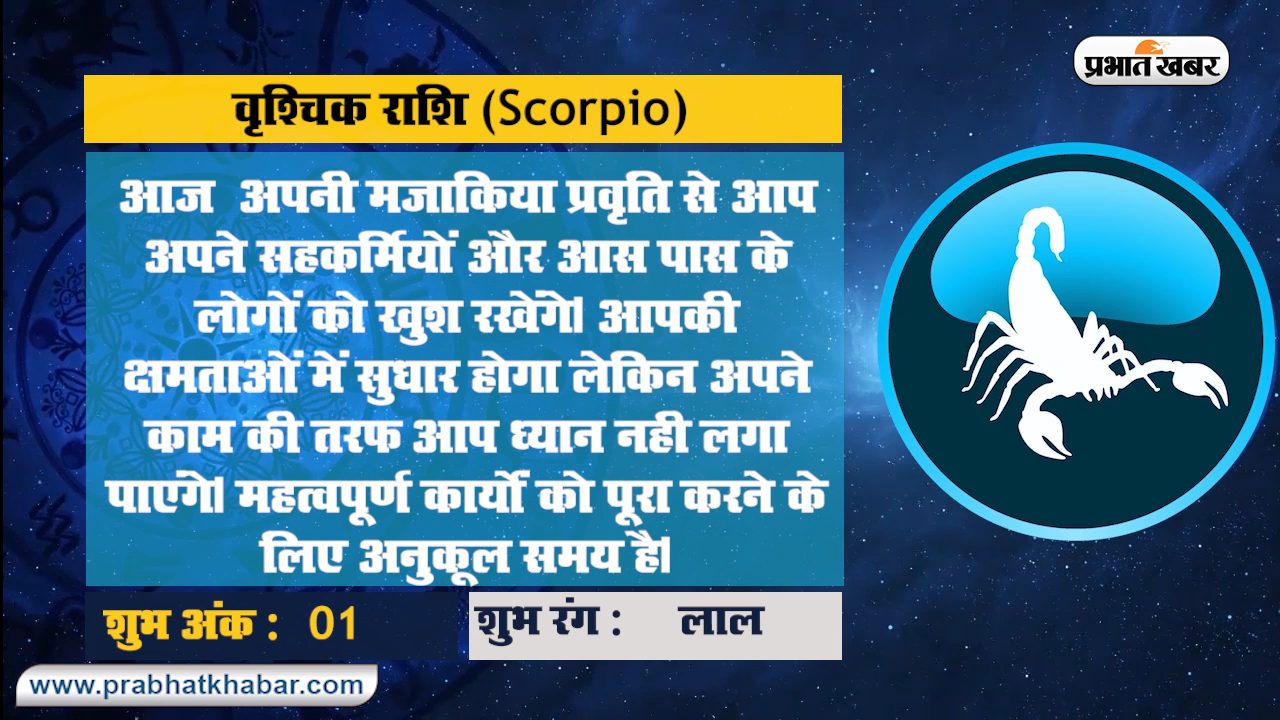 प्रभात खबर
वृश्चिक राशि (Scorpio)
आज अपनी मजाकिया प्रवृति से आप
अपने सहकर्मियों और आस पास के
लोगों को खुश रखेंगे। आपकी
क्षमताओं में सुधार होगा लेकिन अपने
काम की तरफ आप ध्यान नही लगा
पाएगे। महत्वपूर्ण कार्यों को पूरा करने के
लिए अनुकूल समय है।
शुभ अंक : 01
शुभ रंग : लाल
www.prabhatkhabar.com